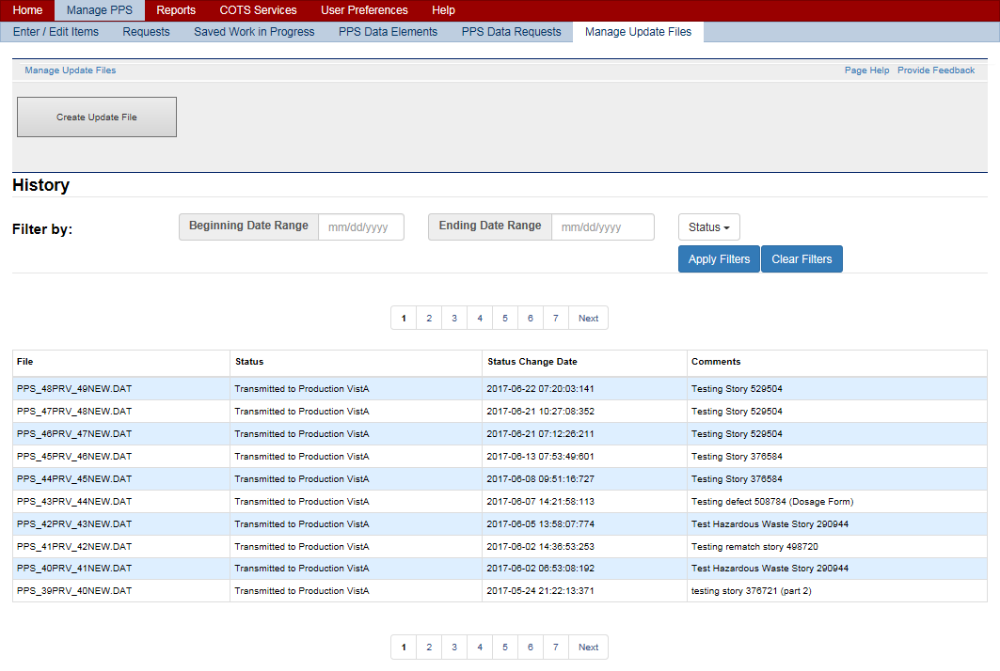 Home Manage PPS Reports COTS Services User Preferences Help
Enter / Edit Items Requests Saved Work in Progress PPS Data Elements PPS Data Requests Manage Update Files
Manage Update Files Page Help Provide Feedback
Create Update File
History
Filter by: Beginning Date Range mm/dd/yyyy Ending Date Range mm/dd/yyyy Status
Apply Filters Clear Filters
1 2 3 4 5 6 7 Next
File Status Status Change Date Comments
PPS_48PRV_49NEW.DAT Transmitted to Production VistA 2017-06-22 07:20:03:141 Testing Story 529504
PPS_47PRV_48NEW.DAT Transmitted to Production VistA 2017-06-21 10:27:08:352 Testing Story 529504
PPS_46PRV_47NEW.DAT Transmitted to Production VistA 2017-06-21 07:12:26:211 Testing Story 529504
PPS_45PRV_46NEW.DAT Transmitted to Production VistA 2017-06-13 07:53:49:601 Testing Story 376584
PPS_44PRV_45NEW.DAT Transmitted to Production VistA 2017-06-08 09:51:16:727 Testing Story 376584
PPS_43PRV_44NEW.DAT Transmitted to Production VistA 2017-06-07 14:21:58:113 Testing defect 508784 (Dosage Form)
PPS_42PRV_43NEW.DAT Transmitted to Production VistA 2017-06-05 13:58:07:774 Test Hazardous Waste Story 290944
PPS_41PRV_42NEW.DAT Transmitted to Production VistA 2017-06-02 14:36:53:253 Testing rematch story 498720
PPS_40PRV_41NEW.DAT Transmitted to Production VistA 2017-06-02 06:53:08:192 Test Hazardous Waste Story 290944
PPS_39PRV_40NEW.DAT Transmitted to Production VistA 2017-05-24 21:22:13:371 testing story 376721 (part 2)
1 2 3 4 5 6 7 Next